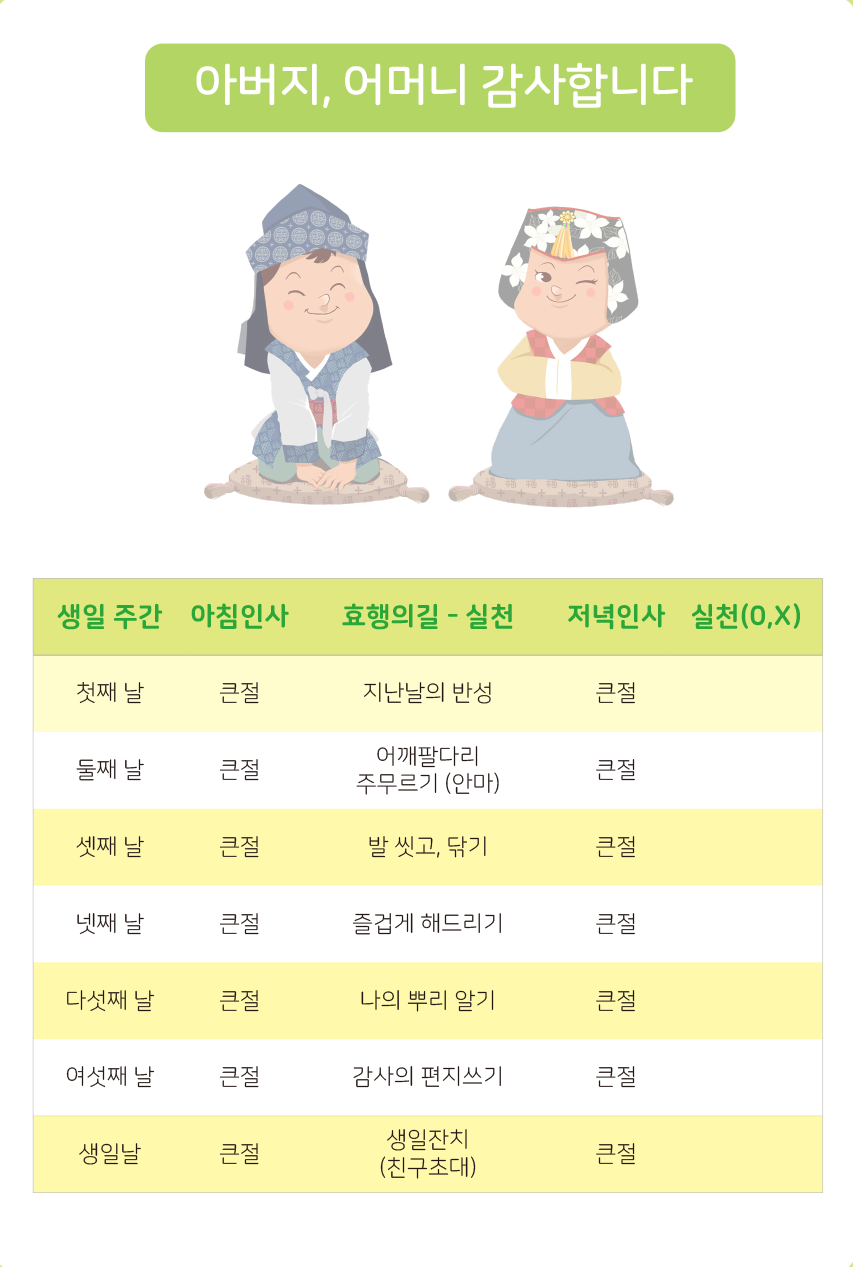 아버지, 어머니 감사합니다
생일 주간 아침인사 효행의길 - 실천 저녁인사 실천(O,X)
첫째 날 큰절 지난날의 반성 큰절
둘째 날 큰절 어깨팔다리 큰절
주무르기 (안마)
셋째 날 큰절 발 씻고, 닦기 큰절
넷째 날 큰절 즐겁게 해드리기 큰절
다섯째 날 큰절 나의 뿌리 알기 큰절
여섯째 날 큰절 감사의 편지쓰기 큰절
생일날 큰절 생일잔치 큰절
(친구초대)